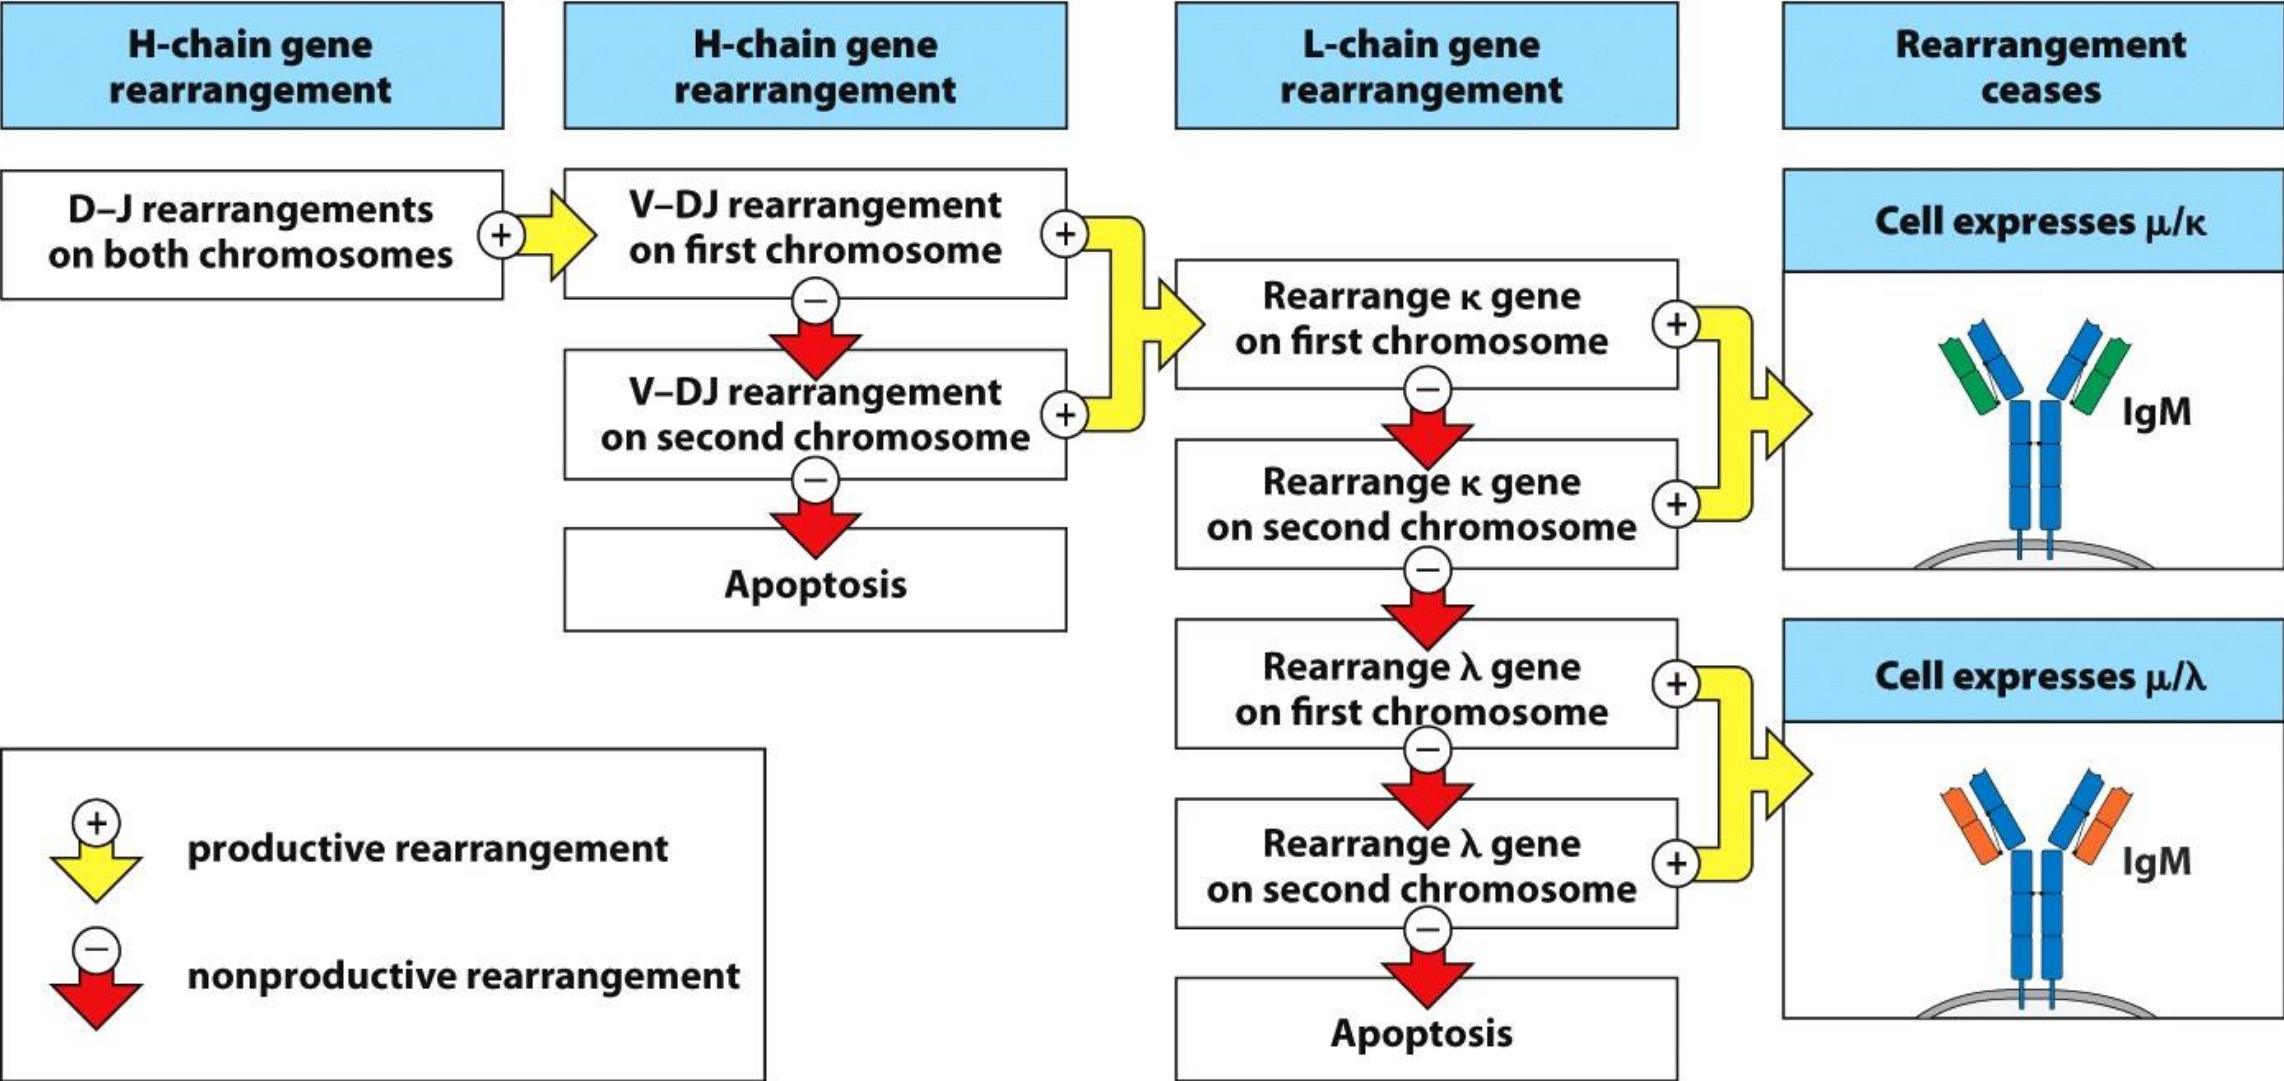 H-chain gene
rearrangement
H-chain gene
rearrangement
L-chain gene
rearrangement
Rearrangement
ceases
D–J rearrangements
on both chromosomes
+
V–DJ rearrangement
on first chromosome
+
−
V–DJ rearrangement
on second chromosome
+
−
Apoptosis
Rearrange κ gene
on first chromosome
+
−
Rearrange κ gene
on second chromosome
+
−
Rearrange λ gene
on first chromosome
+
−
Rearrange λ gene
on second chromosome
+
−
Apoptosis
Cell expresses μ/κ
IgM
Cell expresses μ/λ
IgM
+
productive rearrangement
−
nonproductive rearrangement